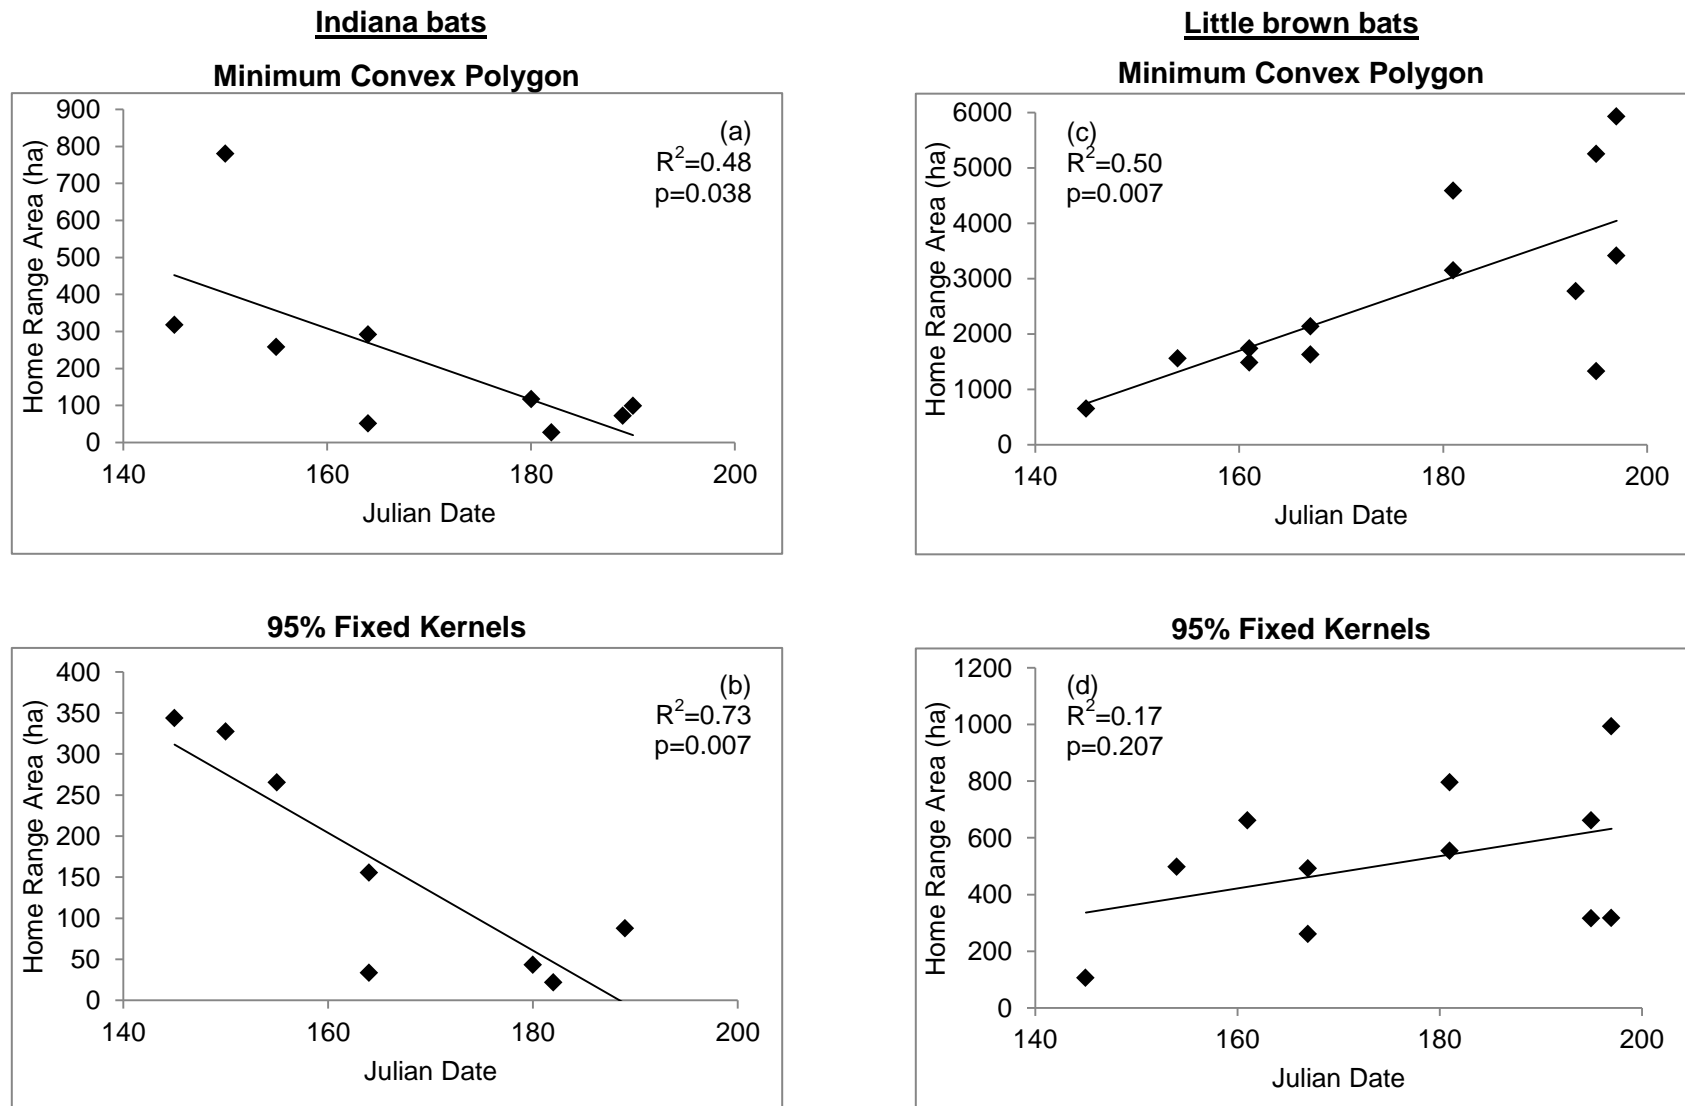 Indiana bats
Minimum Convex Polygon
900
800
700
600
500
400
300
200
100
0
Home Range Area (ha)
(a)
R²=0.48
p=0.038
140 160 180 200
Julian Date
95% Fixed Kernels
400
350
300
250
200
150
100
50
0
Home Range Area (ha)
(b)
R²=0.73
p=0.007
140 160 180 200
Julian Date
Little brown bats
Minimum Convex Polygon
6000
5000
4000
3000
2000
1000
0
Home Range Area (ha)
(c)
R²=0.50
p=0.007
140 160 180 200
Julian Date
95% Fixed Kernels
1200
1000
800
600
400
200
0
Home Range Area (ha)
(d)
R²=0.17
p=0.207
140 160 180 200
Julian Date